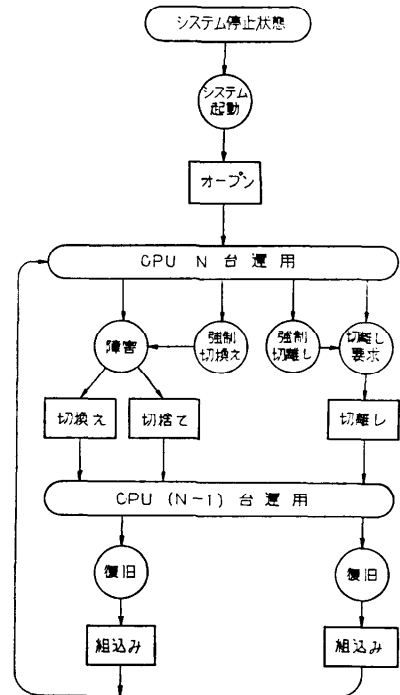 システム停止状態
システム
起動
オープン
CPU N 台運用
障害
強制
切換え
強制
切離し
切離し
要求
切換え
切捨て
切離し
CPU (N-1) 台運用
復旧
復旧
組込み
組込み